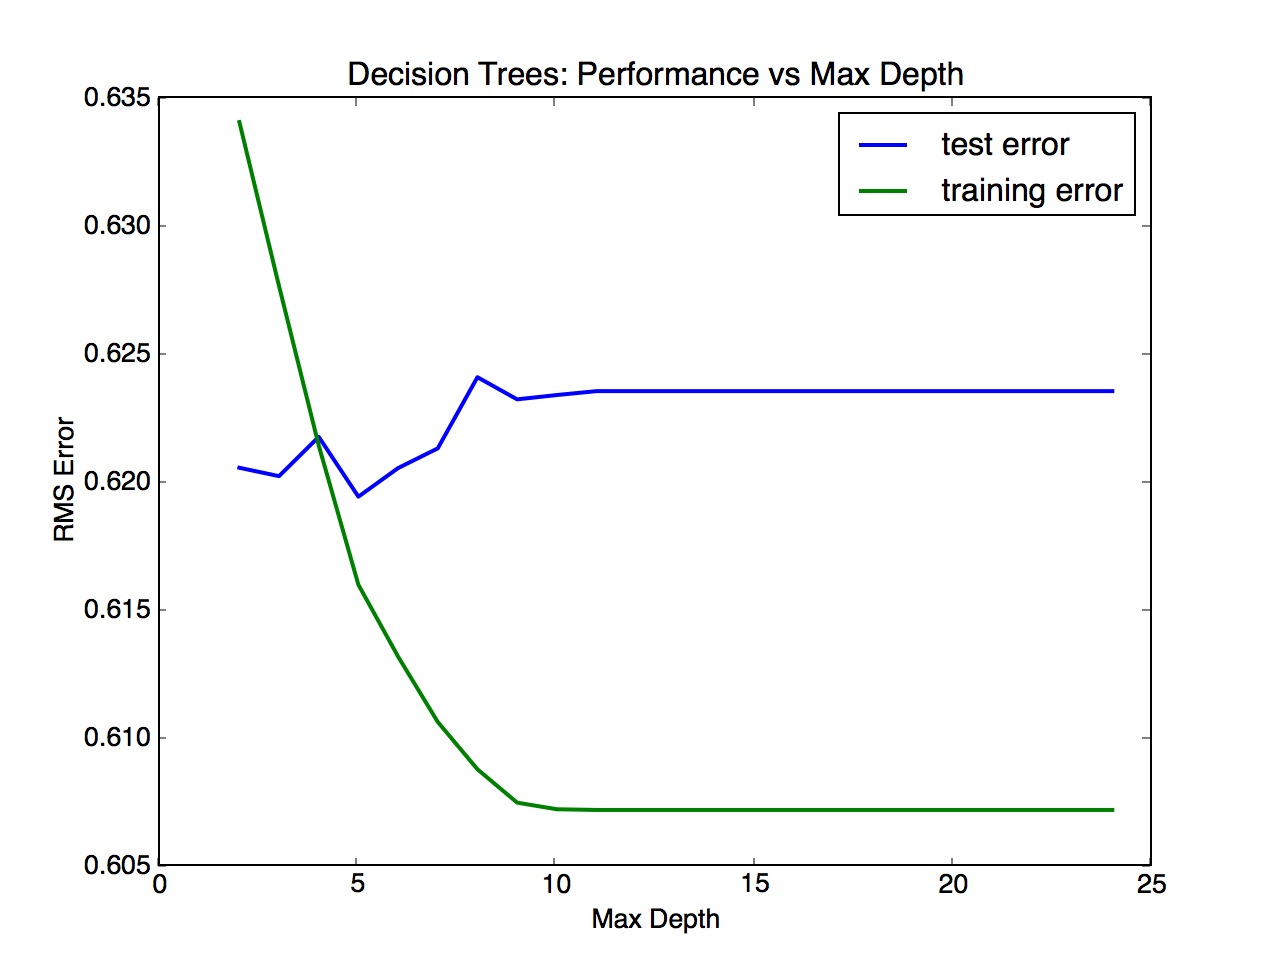 Decision Trees: Performance vs Max Depth
0.635
0.630
0.625
0.620
0.615
0.610
0.605
RMS Error
test error
training error
0 5 10 15 20 25
Max Depth